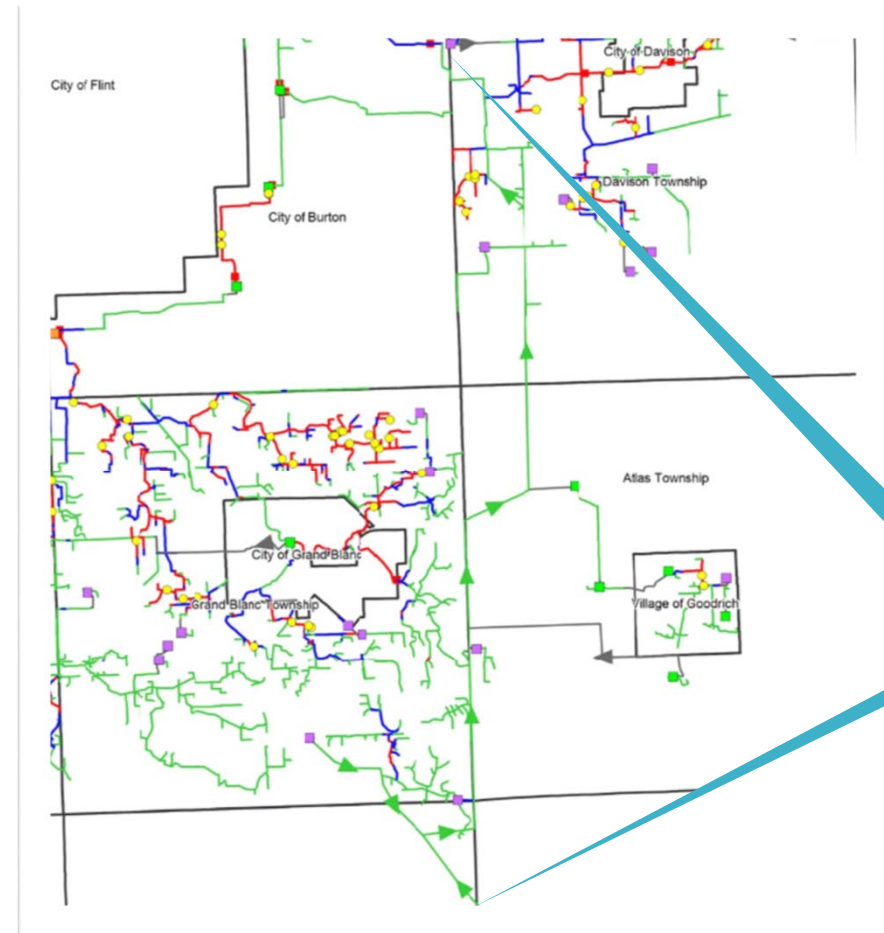 City of Davison
City of Flint
Davison Township
City of Burton
Atlas Township
City of Grand Blanc
Grand Blanc Township
Village of Goodrich